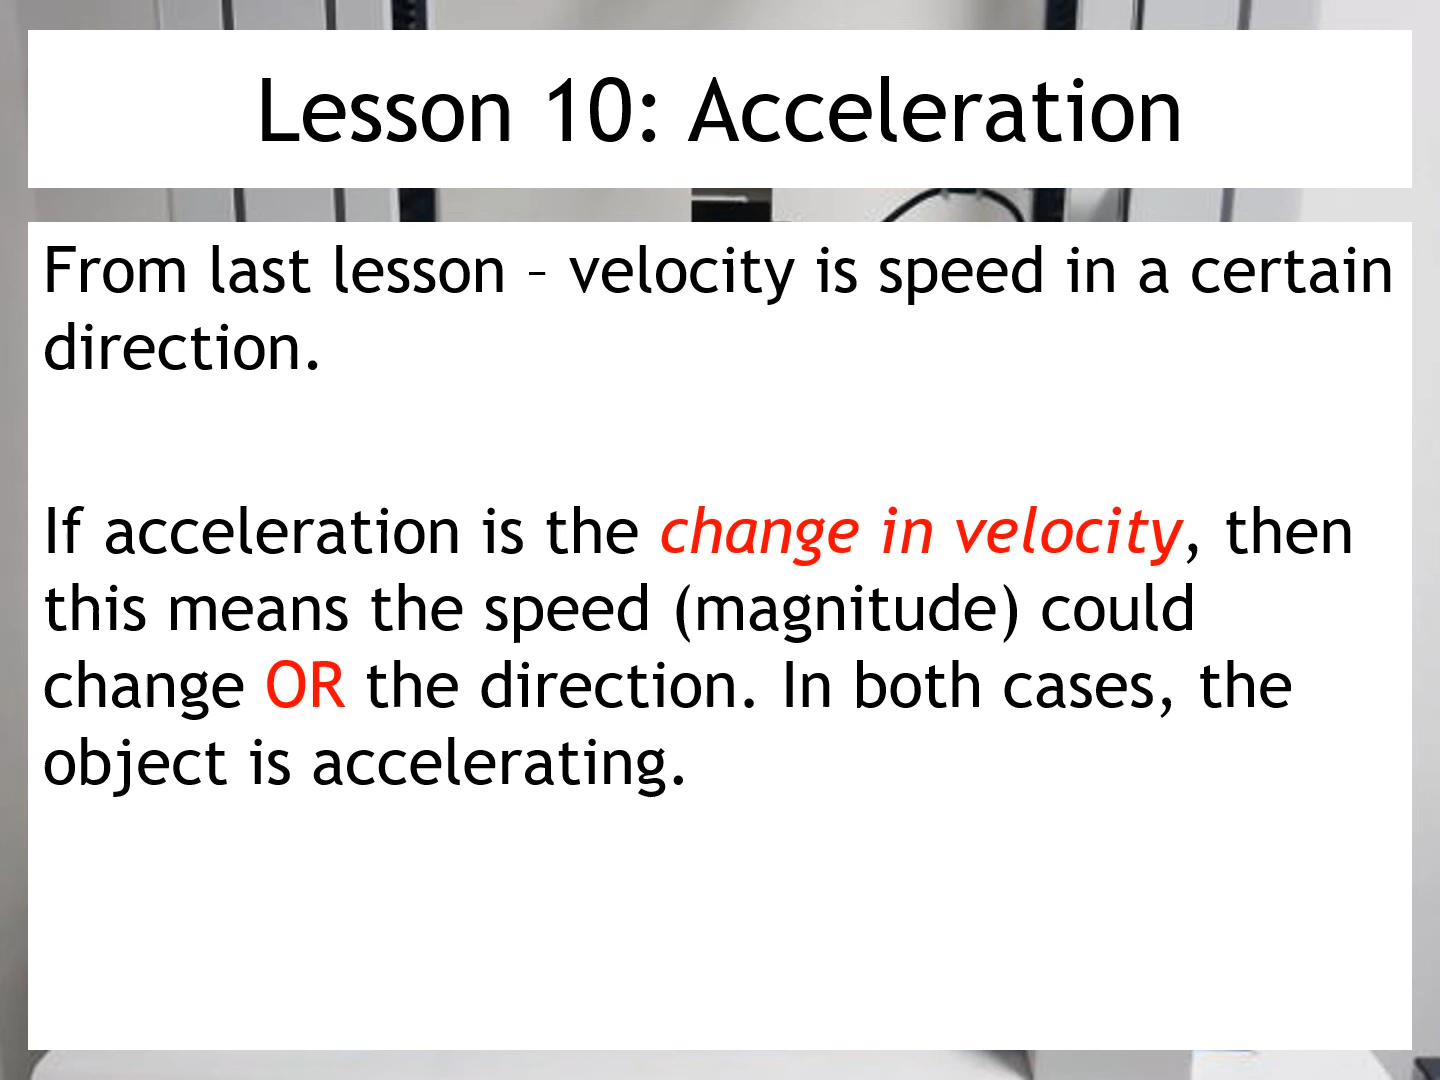 Lesson 10: Acceleration
From last lesson – velocity is speed in a certain
direction.
If acceleration is the change in velocity, then
this means the speed (magnitude) could
change OR the direction. In both cases, the
object is accelerating.